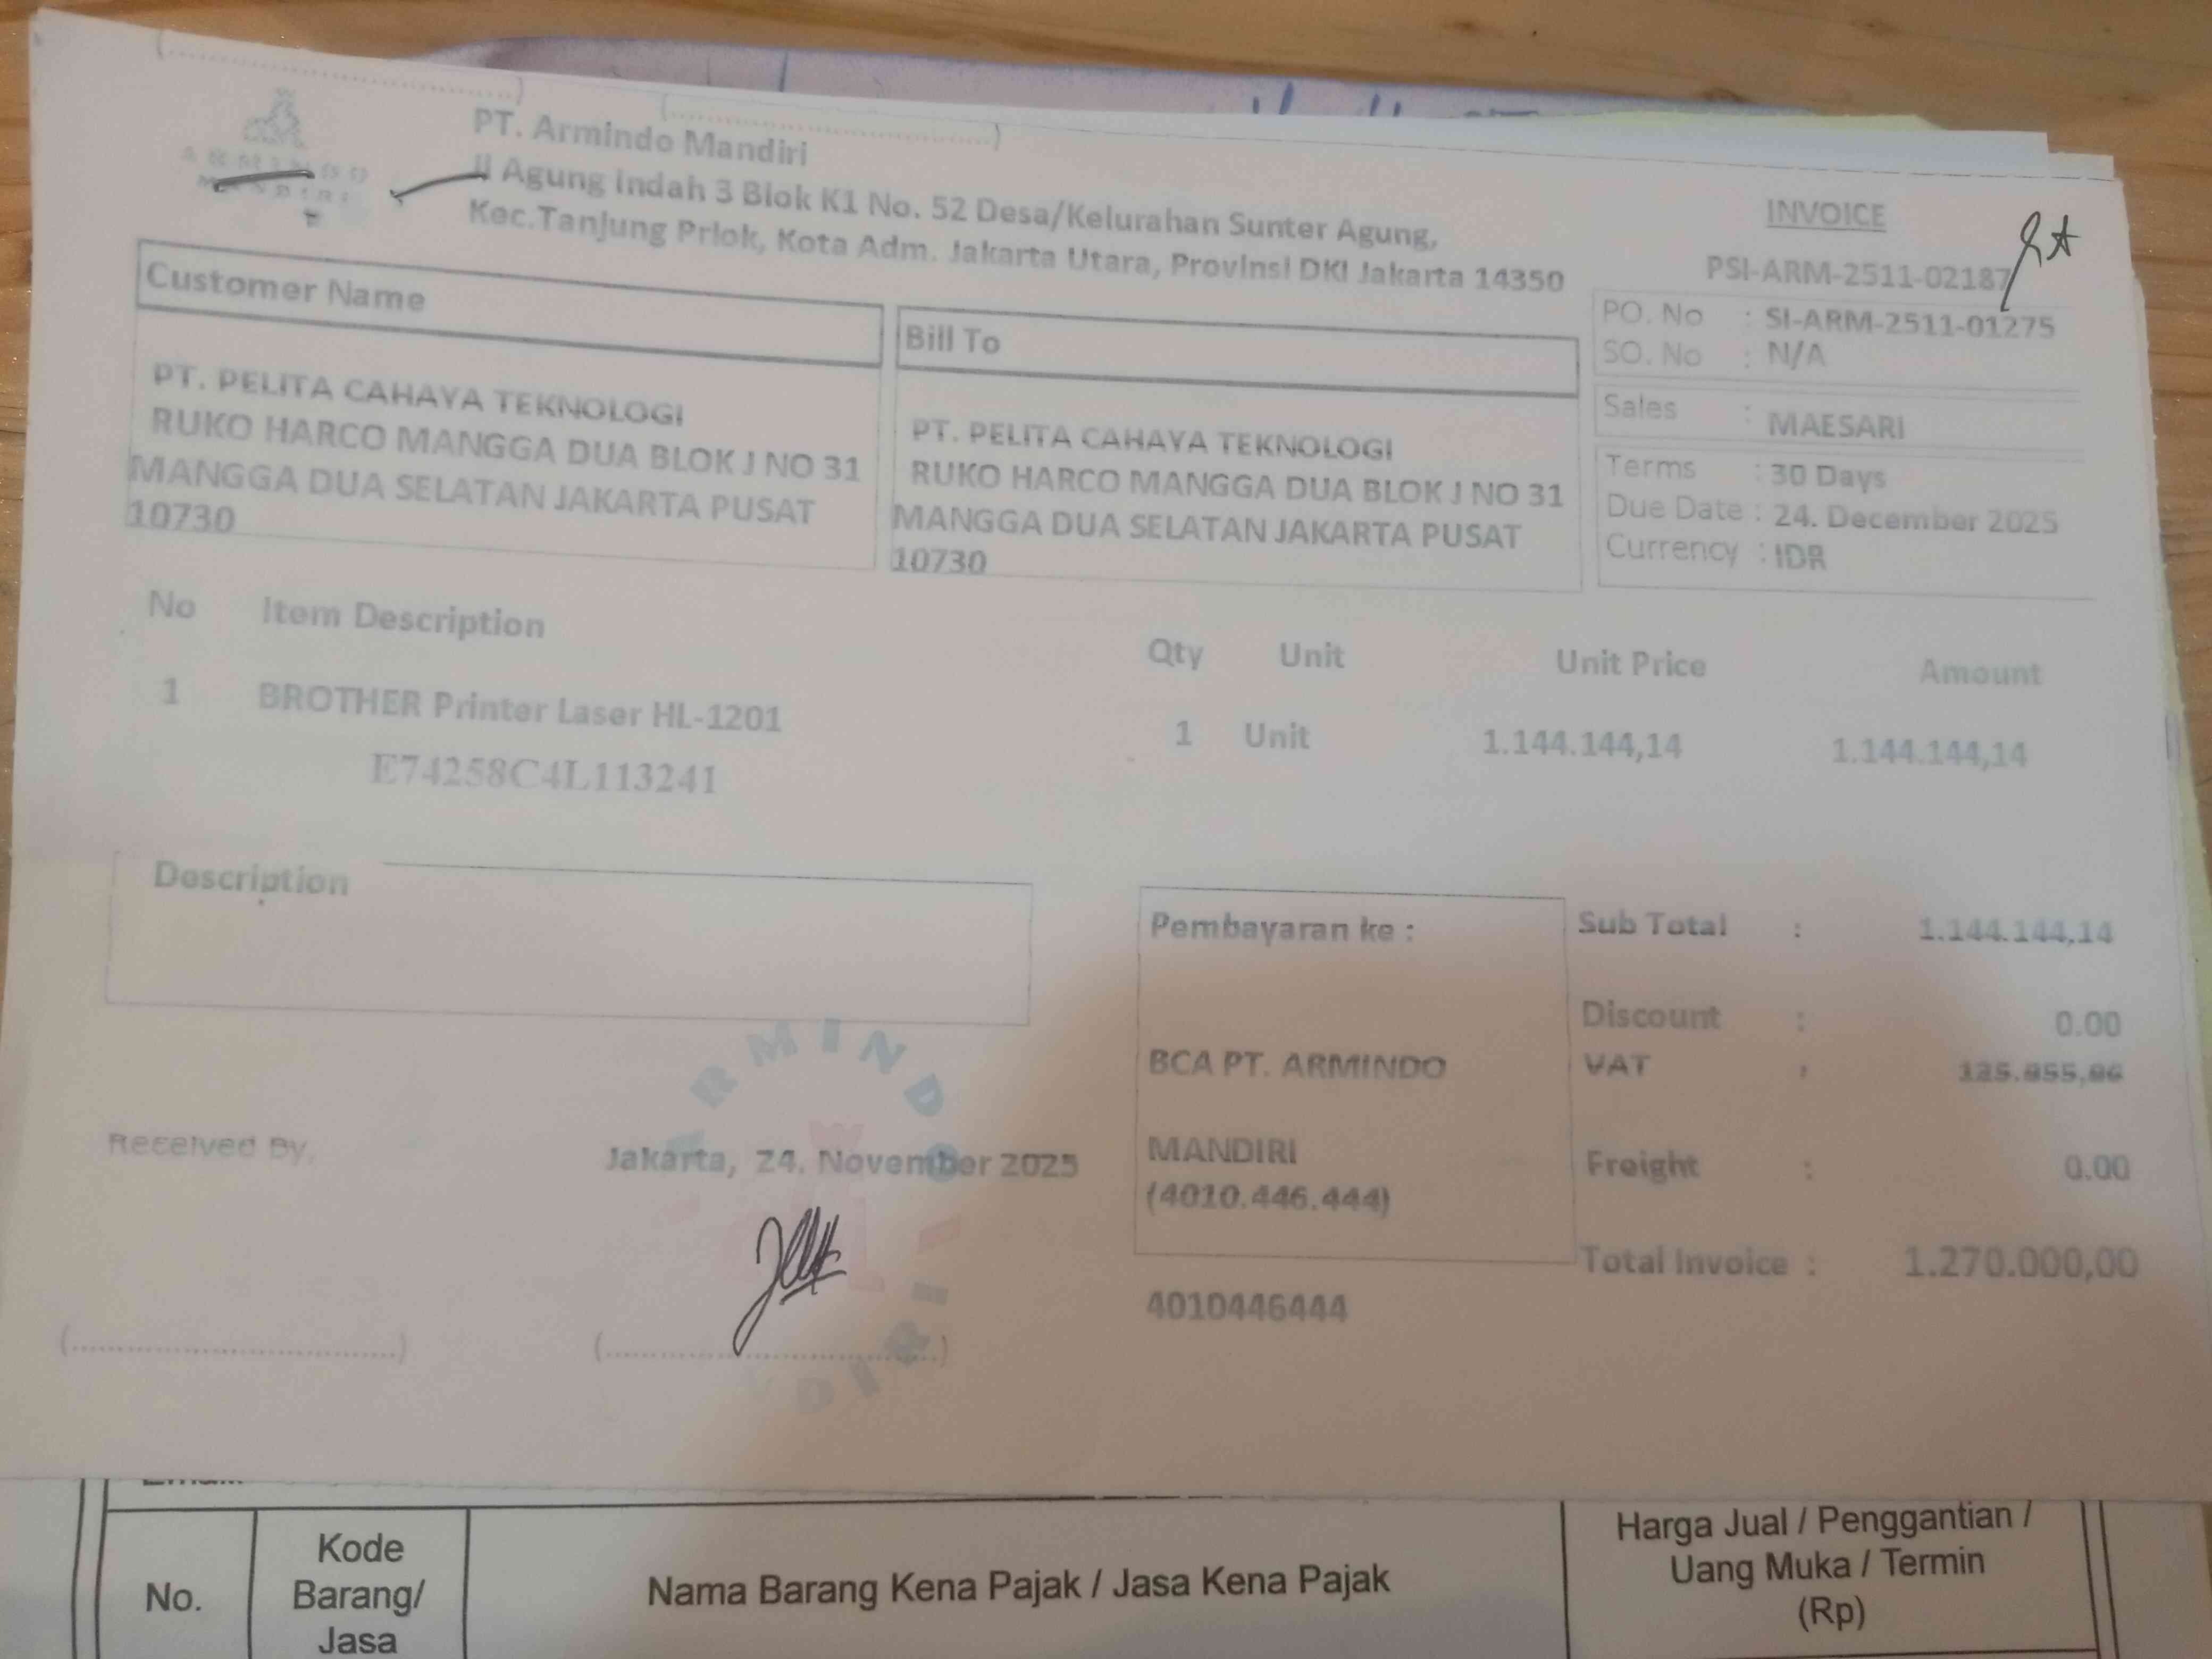 ARMINDO
MANDIRI
PT. Armindo Mandiri
Jl Agung Indah 3 Blok K1 No. 52 Desa/Kelurahan Sunter Agung,
Kec.Tanjung Priok, Kota Adm. Jakarta Utara, Provinsi DKI Jakarta 14350
INVOICE
PSI-ARM-2511-02187
PO. No : SI-ARM-2511-01275
SO. No : N/A
Sales : MAESARI
Terms : 30 Days
Due Date : 24. December 2025
Currency : IDR
Customer Name
PT. PELITA CAHAYA TEKNOLOGI
RUKO HARCO MANGGA DUA BLOK J NO 31
MANGGA DUA SELATAN JAKARTA PUSAT
10730
Bill To
PT. PELITA CAHAYA TEKNOLOGI
RUKO HARCO MANGGA DUA BLOK J NO 31
MANGGA DUA SELATAN JAKARTA PUSAT
10730
No Item Description Qty Unit Unit Price Amount
1 BROTHER Printer Laser HL-1201 1 Unit 1.144.144,14 1.144.144,14
E74258C4L113241
Description
Pembayaran ke :
BCA PT. ARMINDO
MANDIRI
(4010.446.444)
4010446444
Sub Total : 1.144.144,14
Discount : 0.00
VAT : 125.855,86
Freight : 0.00
Total Invoice : 1.270.000,00
Received By,
Jakarta, 24. November 2025
(..............................) (..............................)
No.
Kode
Barang/
Jasa
Nama Barang Kena Pajak / Jasa Kena Pajak
Harga Jual / Penggantian /
Uang Muka / Termin
(Rp)